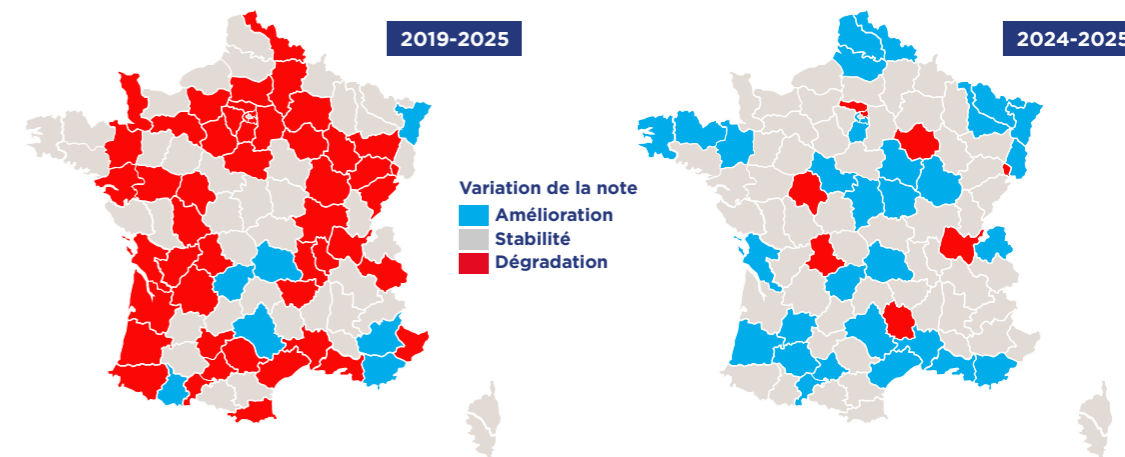 2019-2025
2024-2025
Variation de la note
Amélioration
Stabilité
Dégradation